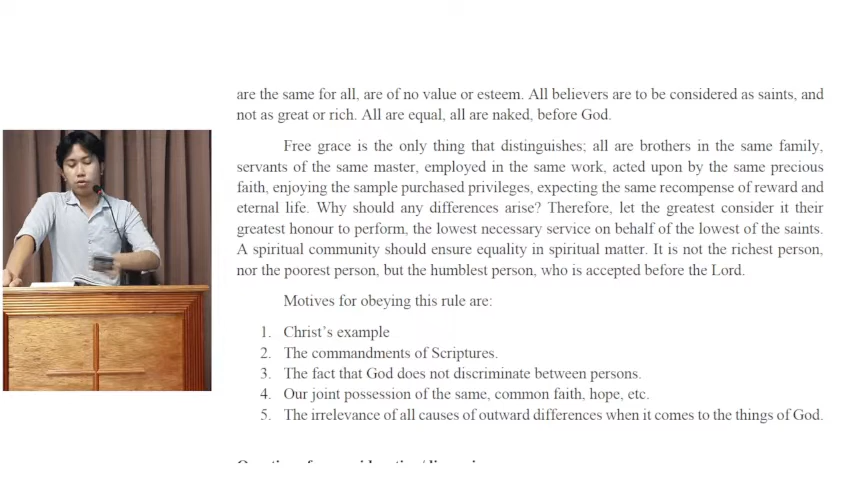 are the same for all, are of no value or esteem. All believers are to be considered as saints, and
not as great or rich. All are equal, all are naked, before God.
Free grace is the only thing that distinguishes; all are brothers in the same family,
servants of the same master, employed in the same work, acted upon by the same precious
faith, enjoying the sample purchased privileges, expecting the same recompense of reward and
eternal life. Why should any differences arise? Therefore, let the greatest consider it their
greatest honour to perform, the lowest necessary service on behalf of the lowest of the saints.
A spiritual community should ensure equality in spiritual matter. It is not the richest person,
nor the poorest person, but the humblest person, who is accepted before the Lord.
Motives for obeying this rule are:
1. Christ's example
2. The commandments of Scriptures.
3. The fact that God does not discriminate between persons.
4. Our joint possession of the same, common faith, hope, etc.
5. The irrelevance of all causes of outward differences when it comes to the things of God.